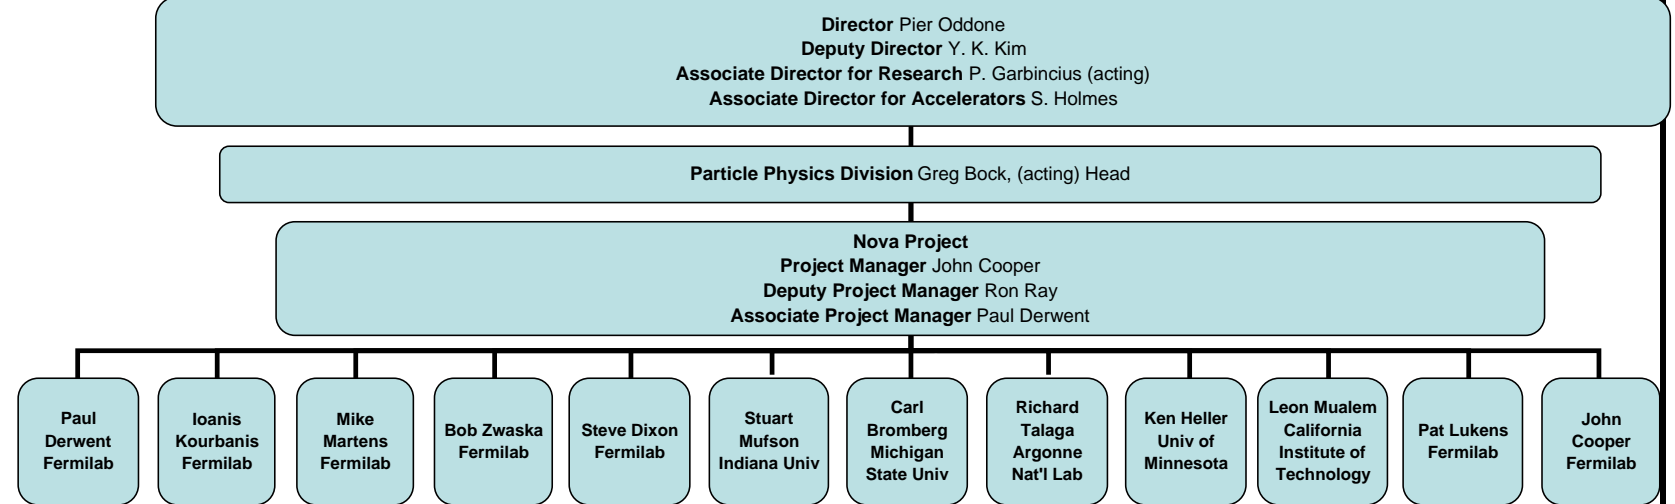 Director Pier Oddone
Deputy Director Y. K. Kim
Associate Director for Research P. Garbincius (acting)
Associate Director for Accelerators S. Holmes
Particle Physics Division Greg Bock, (acting) Head
Nova Project
Project Manager John Cooper
Deputy Project Manager Ron Ray
Associate Project Manager Paul Derwent
Paul
Derwent
Fermilab
Ioanis
Kourbanis
Fermilab
Mike
Martens
Fermilab
Bob Zwaska
Fermilab
Steve Dixon
Fermilab
Stuart
Mufson
Indiana Univ
Carl
Bromberg
Michigan
State Univ
Richard
Talaga
Argonne
Nat'l Lab
Ken Heller
Univ of
Minnesota
Leon Mualem
California
Institute of
Technology
Pat Lukens
Fermilab
John
Cooper
Fermilab